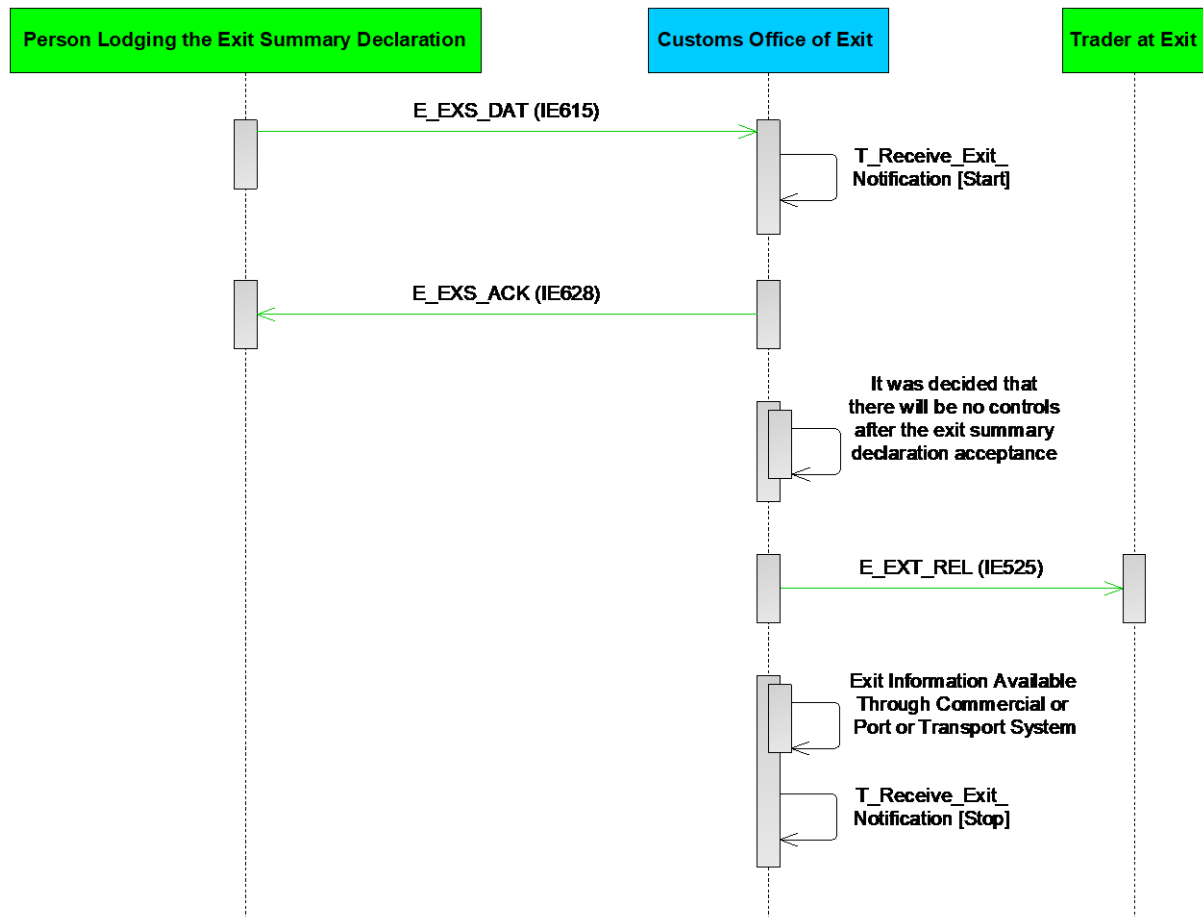 Person Lodging the Exit Summary Declaration
Customs Office of Exit
Trader at Exit
E_EXS_DAT (IE615)
T_Receive_Exit_
Notification [Start]
E_EXS_ACK (IE628)
It was decided that
there will be no controls
after the exit summary
declaration acceptance
E_EXT_REL (IE525)
Exit Information Available
Through Commercial or
Port or Transport System
T_Receive_Exit_
Notification [Stop]